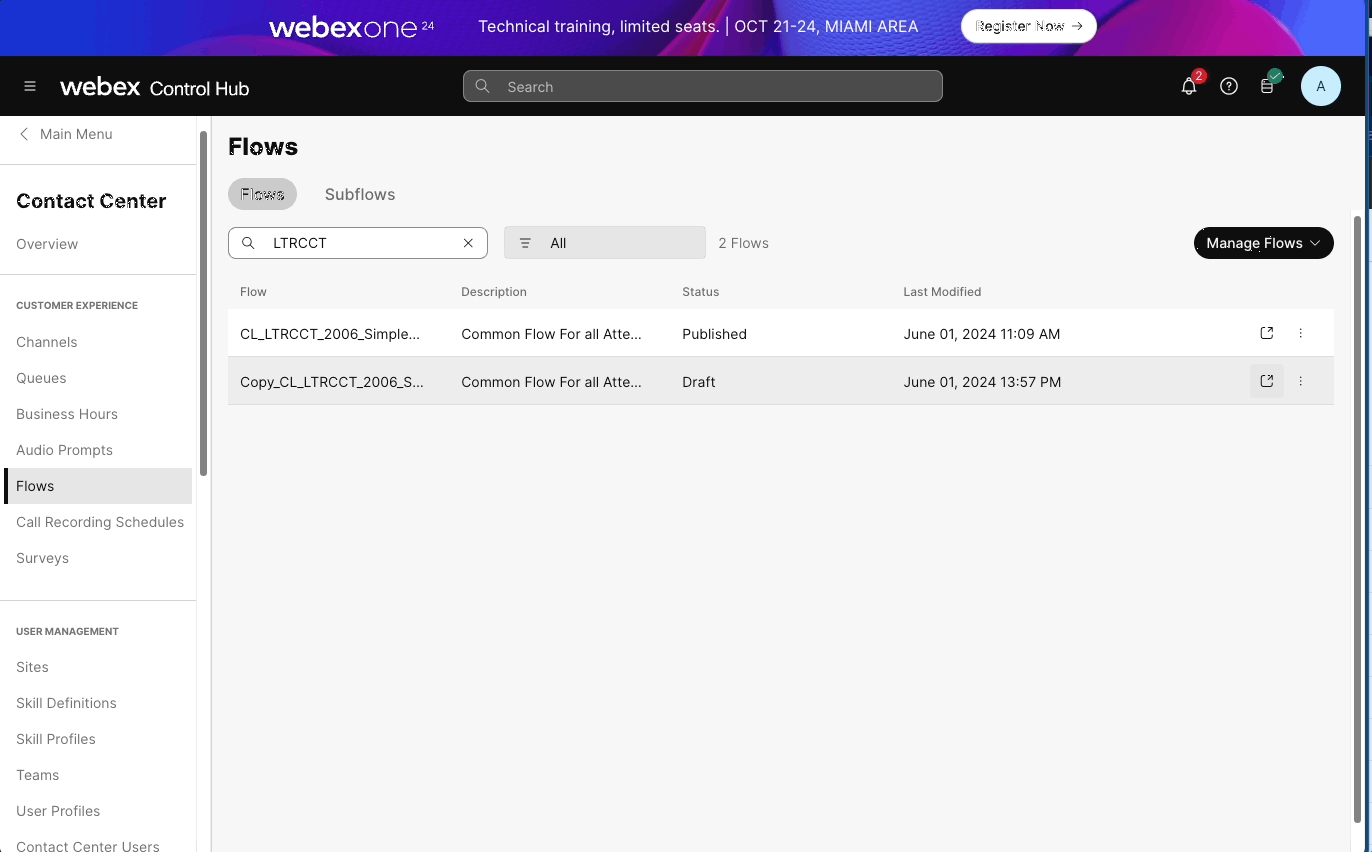 webexone 24 Technical training, limited seats. | OCT 21-24, MIAMI AREA Register Now →
webex Control Hub Search 2 A
Main Menu
Contact Center
Overview
CUSTOMER EXPERIENCE
Channels
Queues
Business Hours
Audio Prompts
Flows
Call Recording Schedules
Surveys
USER MANAGEMENT
Sites
Skill Definitions
Skill Profiles
Teams
User Profiles
Contact Center Users
Flows
Flows Subflows
LTRCCT All 2 Flows Manage Flows
Flow Description Status Last Modified
CL_LTRCCT_2006_Simple... Common Flow For all Atte... Published June 01, 2024 11:09 AM
Copy_CL_LTRCCT_2006_S... Common Flow For all Atte... Draft June 01, 2024 13:57 PM